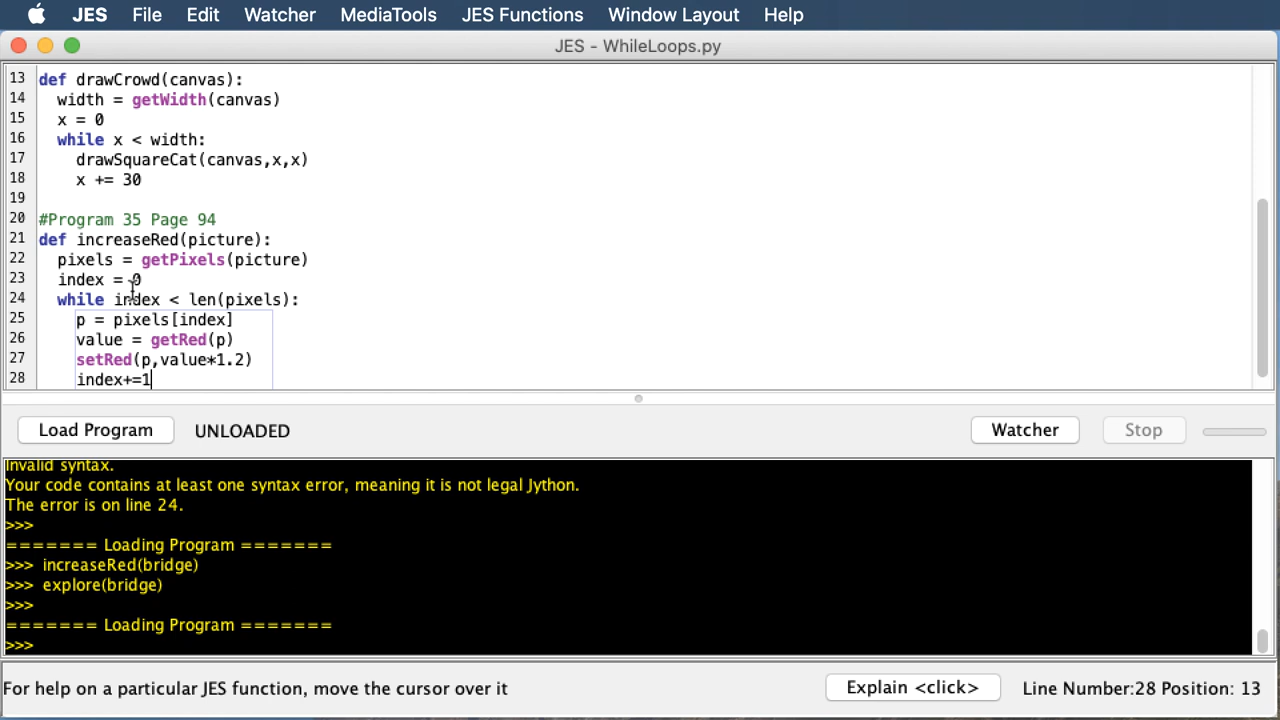 JES File Edit Watcher MediaTools JES Functions Window Layout Help
JES - WhileLoops.py
13 def drawCrowd(canvas):
14 width = getWidth(canvas)
15 x = 0
16 while x < width:
17 drawSquareCat(canvas,x,x)
18 x += 30
19
20 #Program 35 Page 94
21 def increaseRed(picture):
22 pixels = getPixels(picture)
23 index = 0
24 while index < len(pixels):
25 p = pixels[index]
26 value = getRed(p)
27 setRed(p,value*1.2)
28 index+=1
Load Program UNLOADED Watcher Stop
Invalid syntax.
Your code contains at least one syntax error, meaning it is not legal Jython.
The error is on line 24.
>>>
======= Loading Program =======
>>> increaseRed(bridge)
>>> explore(bridge)
>>>
======= Loading Program =======
>>>
For help on a particular JES function, move the cursor over it Explain <click> Line Number:28 Position: 13